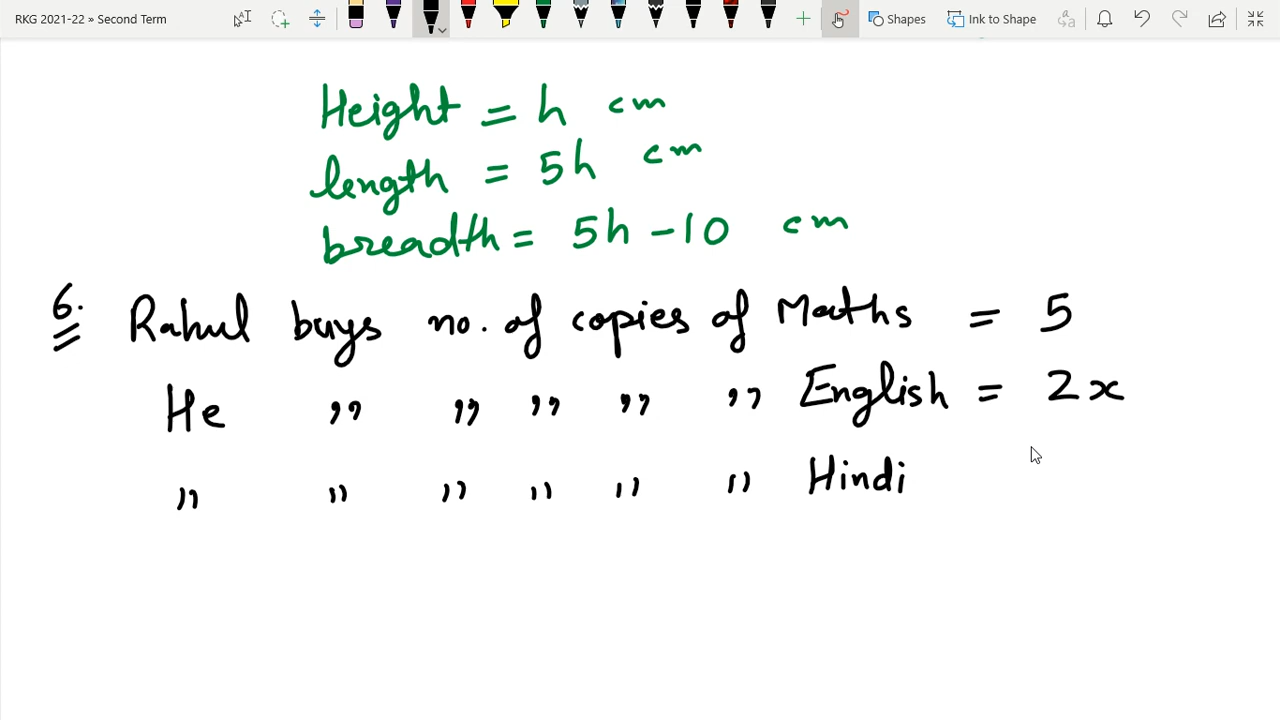 RKG 2021-22 » Second Term
Shapes
Ink to Shape
Height = h cm
length = 5h cm
breadth = 5h - 10 cm
6. Rahul buys no. of copies of Maths = 5
He " " " " " English = 2x
" " " " " " Hindi